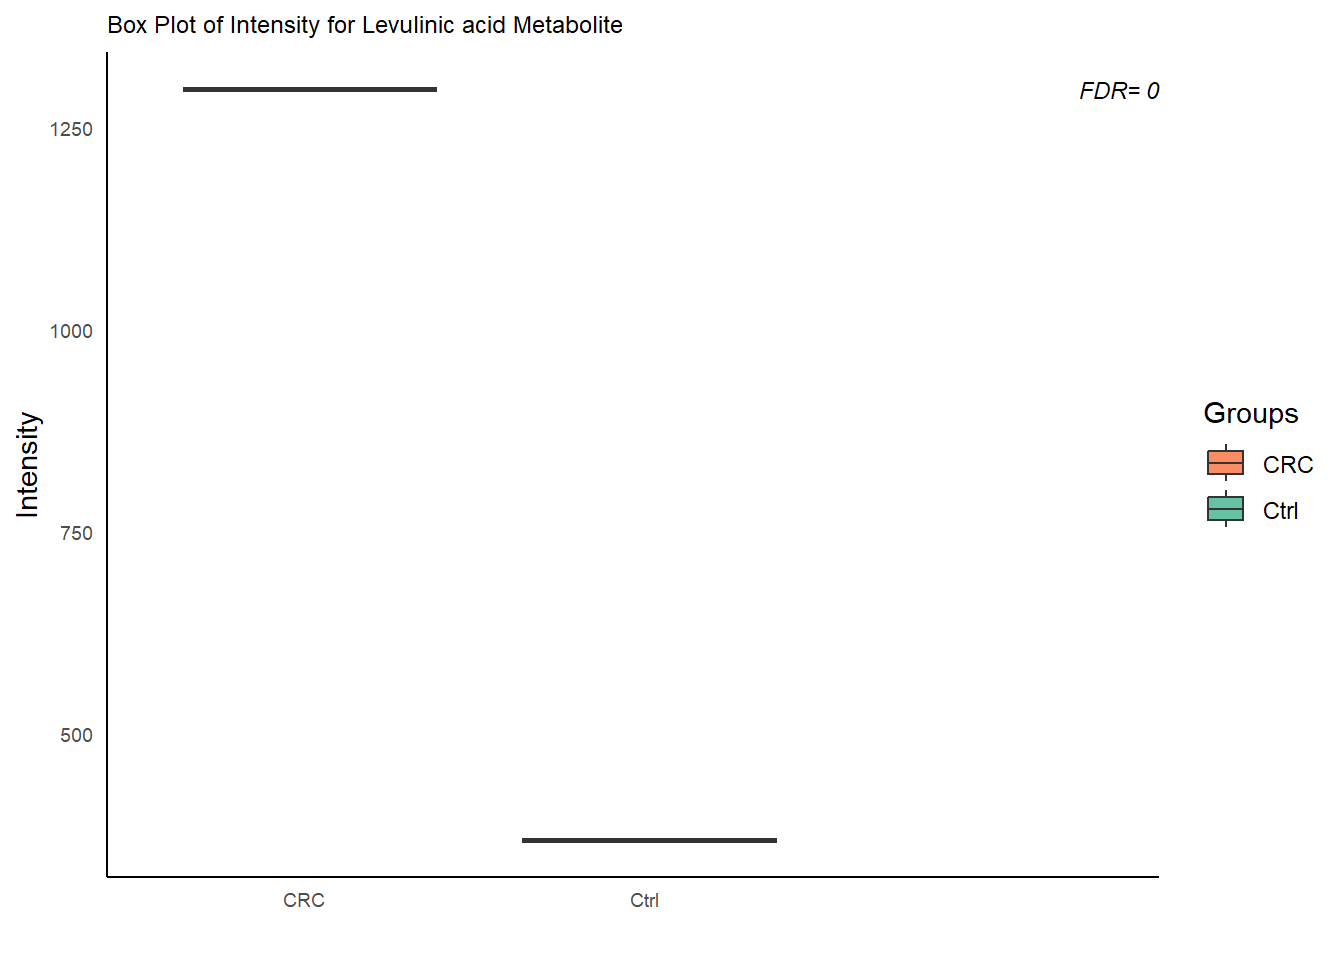 Box Plot of Intensity for Levulinic acid Metabolite
FDR= 0
1250
1000
750
500
Intensity
CRC
Ctrl
Groups
CRC
Ctrl